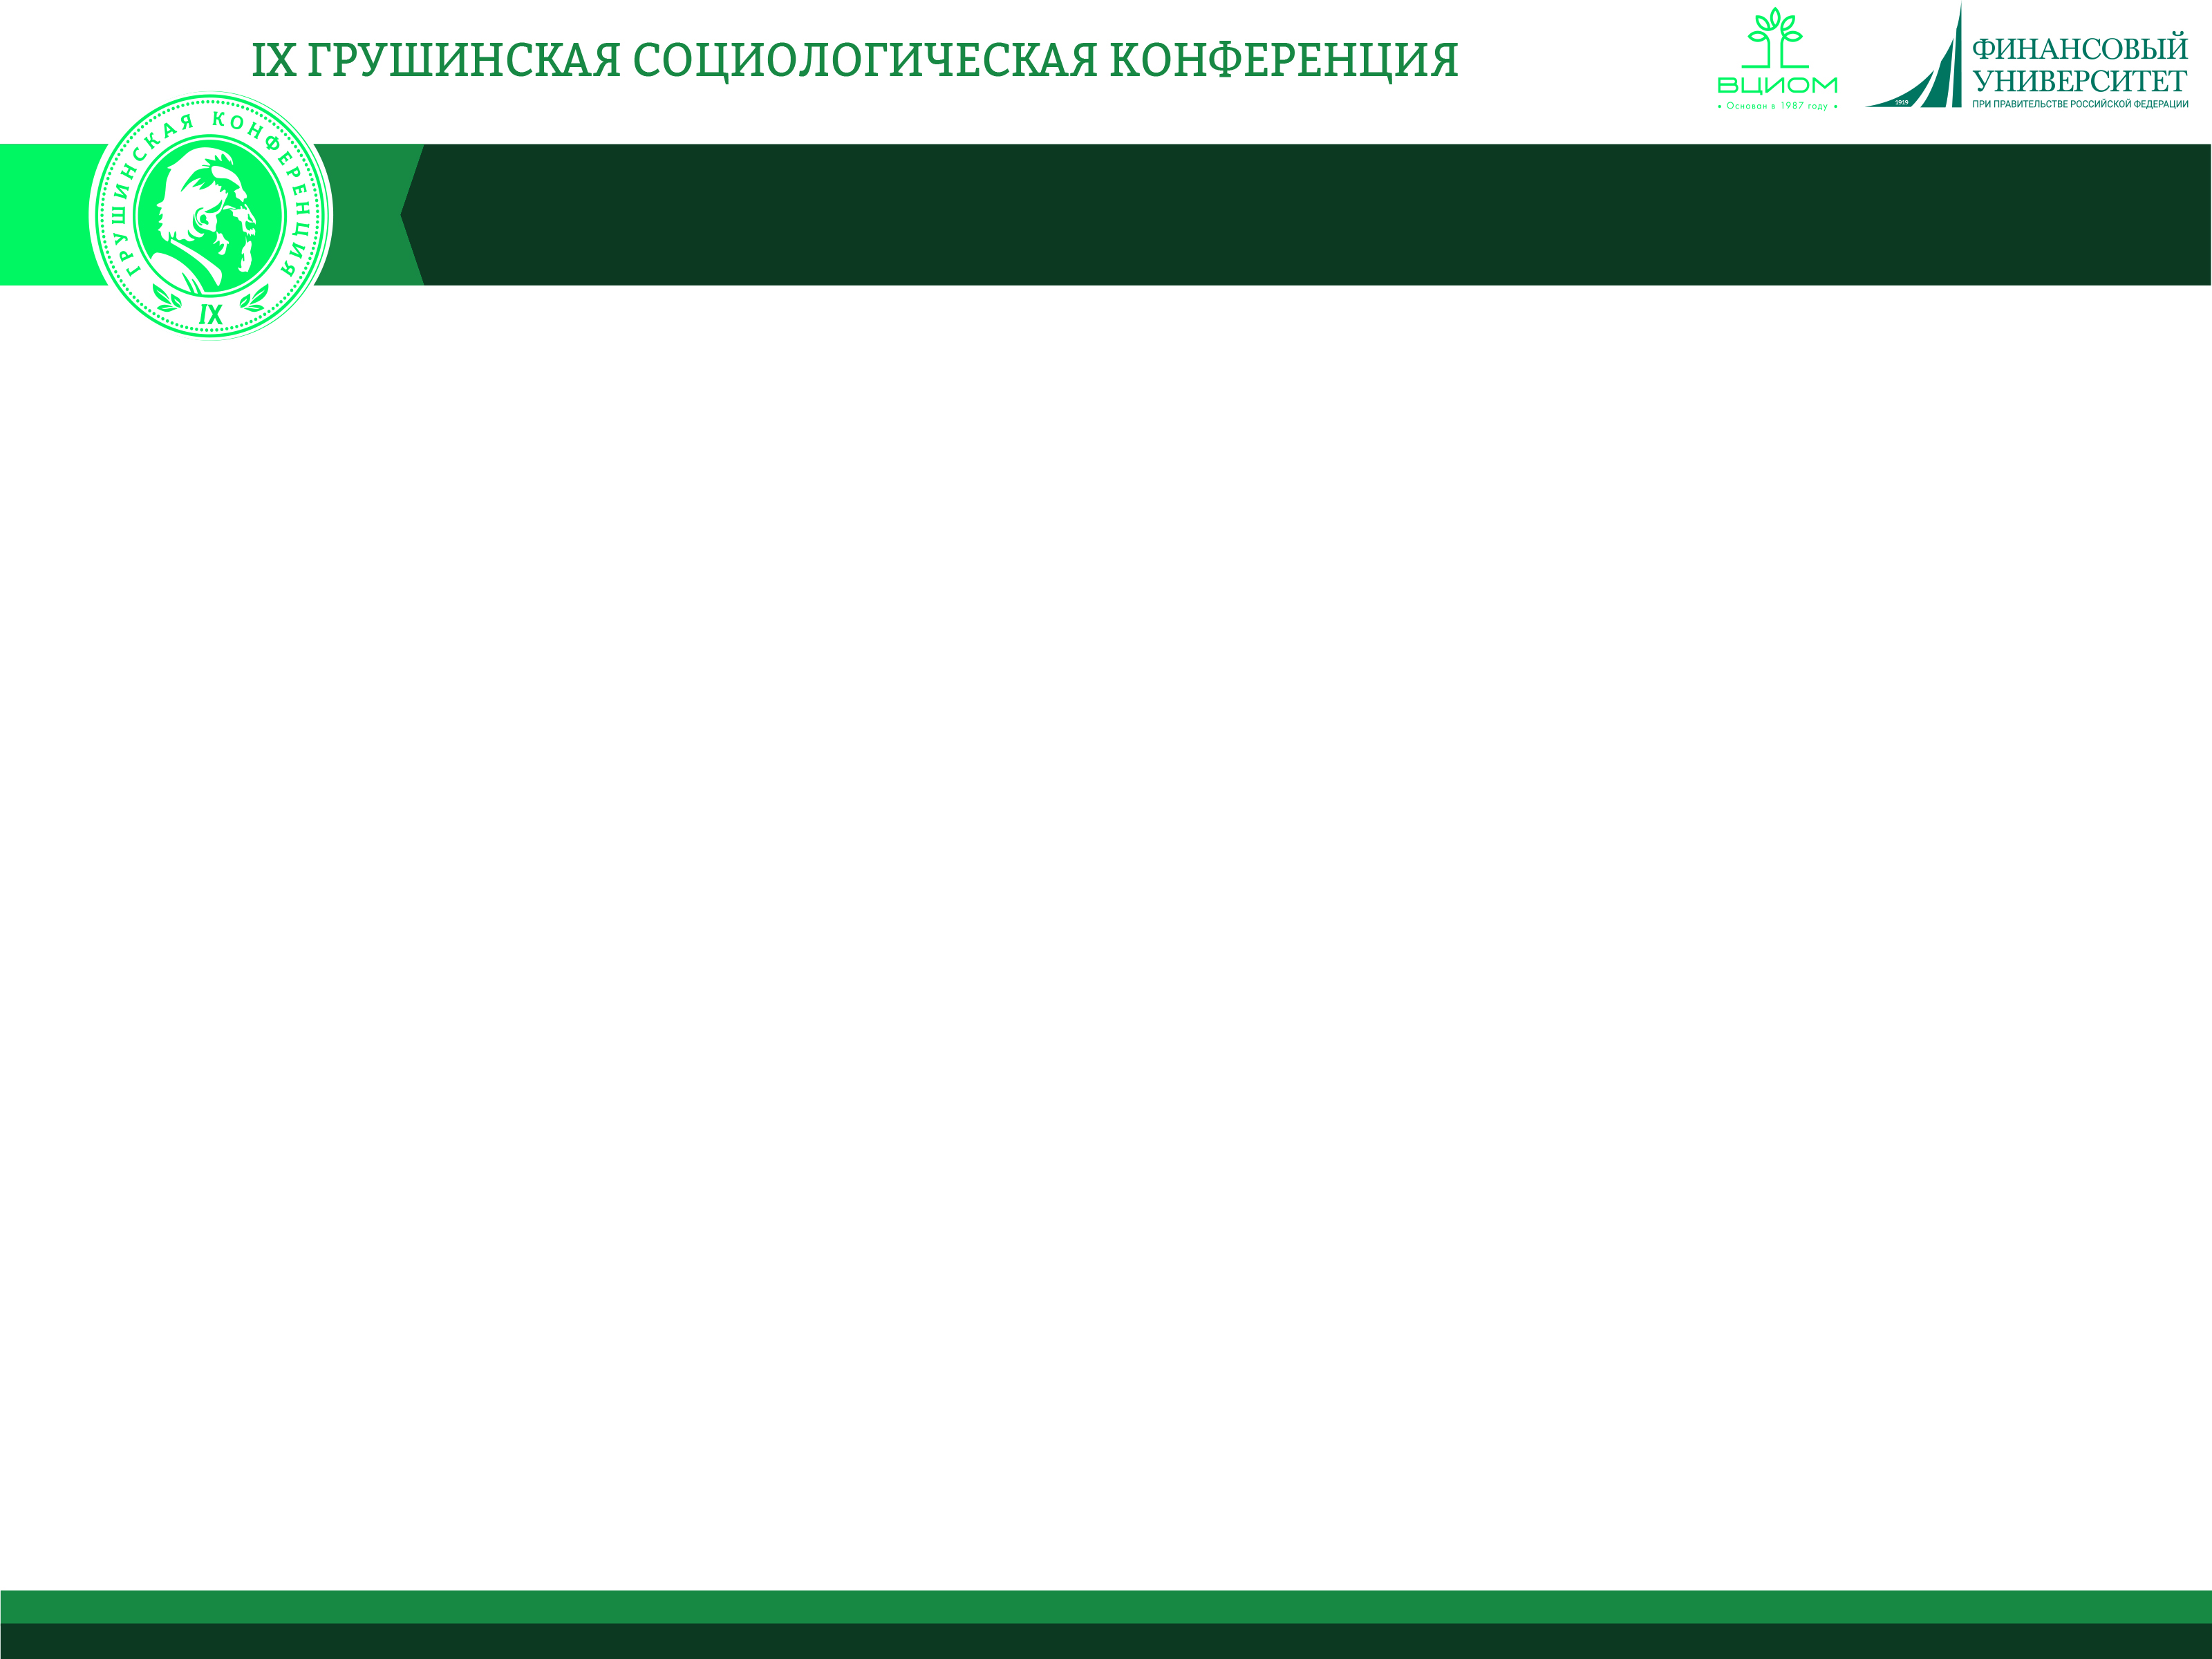 IX ГРУШИНСКАЯ СОЦИОЛОГИЧЕСКАЯ КОНФЕРЕНЦИЯ
ВЦИОМ
• Основан в 1987 году •
1919
ФИНАНСОВЫЙ
УНИВЕРСИТЕТ
ПРИ ПРАВИТЕЛЬСТВЕ РОССИЙСКОЙ ФЕДЕРАЦИИ
ГРУШИНСКАЯ КОНФЕРЕНЦИЯ
IX